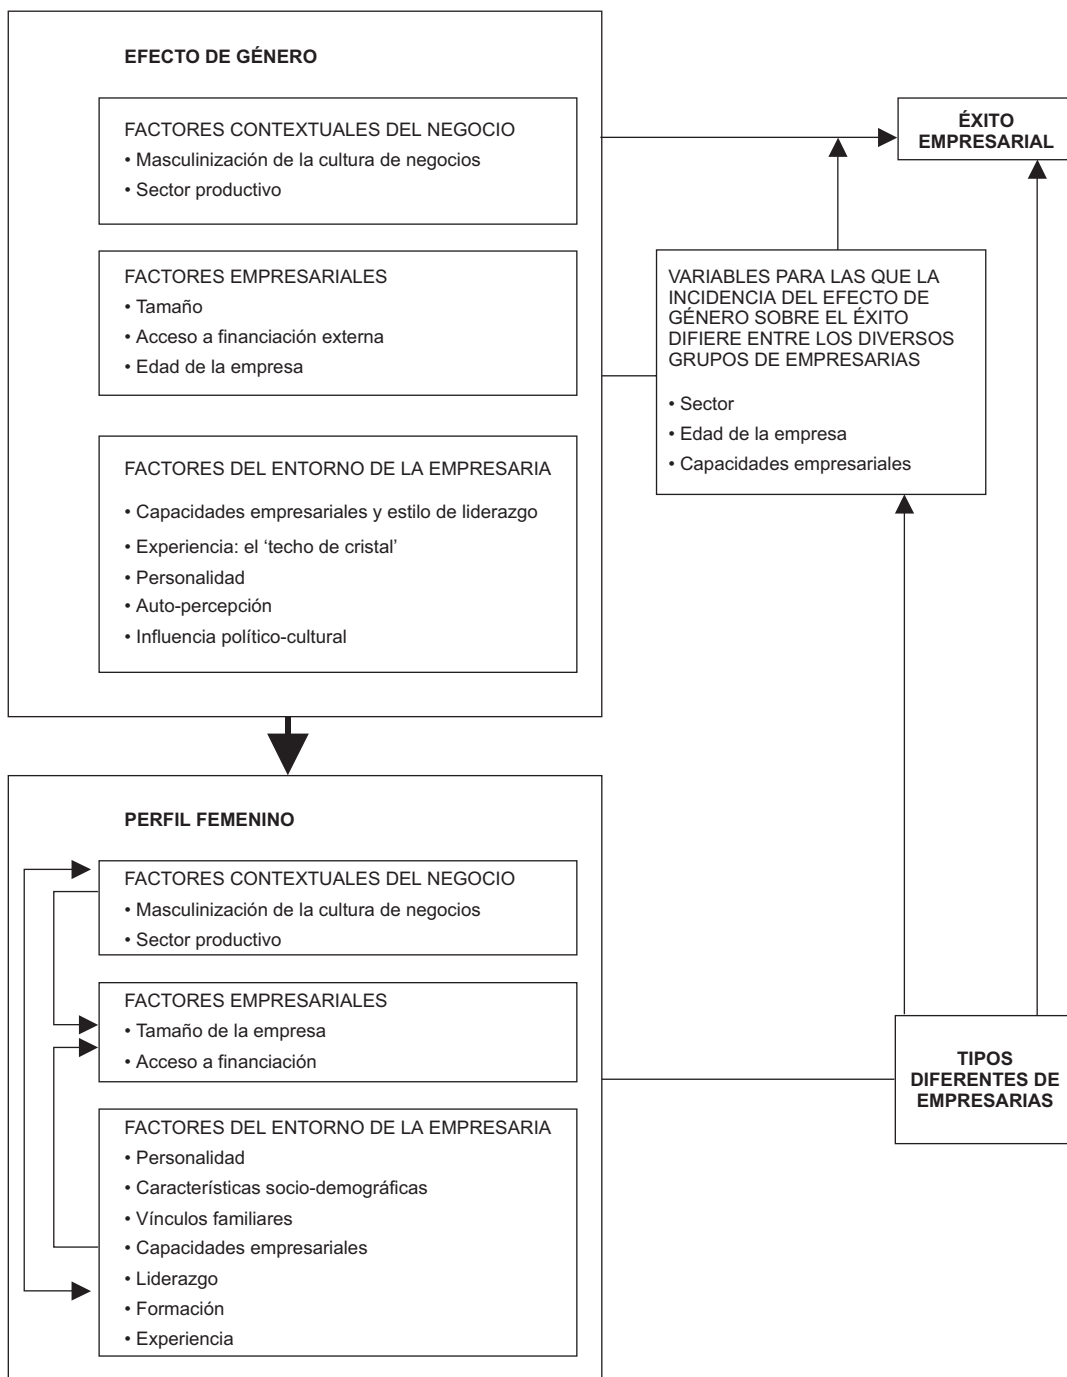 EFECTO DE GÉNERO
FACTORES CONTEXTUALES DEL NEGOCIO
• Masculinización de la cultura de negocios
• Sector productivo
FACTORES EMPRESARIALES
• Tamaño
• Acceso a financiación externa
• Edad de la empresa
FACTORES DEL ENTORNO DE LA EMPRESARIA
• Capacidades empresariales y estilo de liderazgo
• Experiencia: el ‘techo de cristal’
• Personalidad
• Auto-percepción
• Influencia político-cultural
ÉXITO
EMPRESARIAL
VARIABLES PARA LAS QUE LA
INCIDENCIA DEL EFECTO DE
GÉNERO SOBRE EL ÉXITO
DIFIERE ENTRE LOS DIVERSOS
GRUPOS DE EMPRESARIAS
• Sector
• Edad de la empresa
• Capacidades empresariales
PERFIL FEMENINO
FACTORES CONTEXTUALES DEL NEGOCIO
• Masculinización de la cultura de negocios
• Sector productivo
FACTORES EMPRESARIALES
• Tamaño de la empresa
• Acceso a financiación
FACTORES DEL ENTORNO DE LA EMPRESARIA
• Personalidad
• Características socio-demográficas
• Vínculos familiares
• Capacidades empresariales
• Liderazgo
• Formación
• Experiencia
TIPOS
DIFERENTES DE
EMPRESARIAS